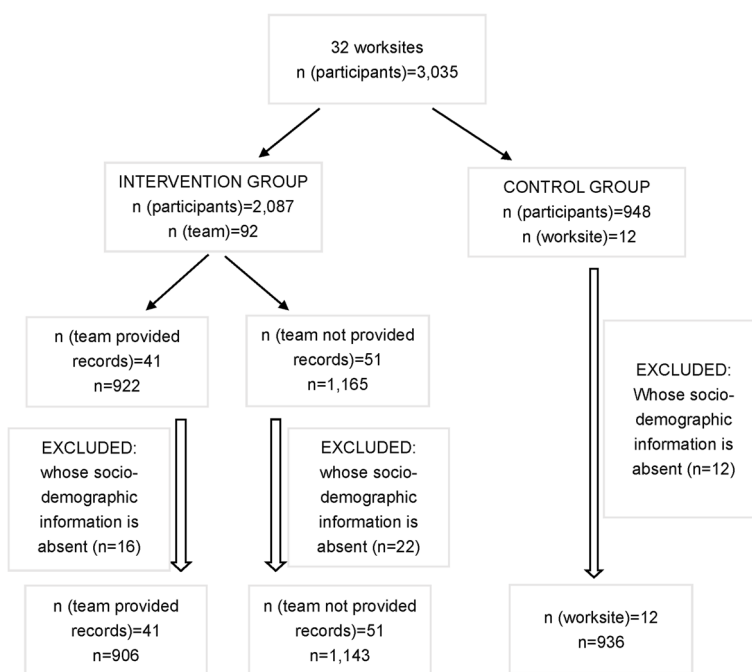 32 worksites
n (participants)=3,035
INTERVENTION GROUP
n (participants)=2,087
n (team)=92
CONTROL GROUP
n (participants)=948
n (worksite)=12
n (team provided
records)=41
n=922
n (team not provided
records)=51
n=1,165
EXCLUDED:
whose socio-
demographic
information is
absent (n=16)
EXCLUDED:
whose socio-
demographic
information is
absent (n=22)
EXCLUDED:
Whose socio-
demographic
information is
absent (n=12)
n (team provided
records)=41
n=906
n (team not provided
records)=51
n=1,143
n (worksite)=12
n=936